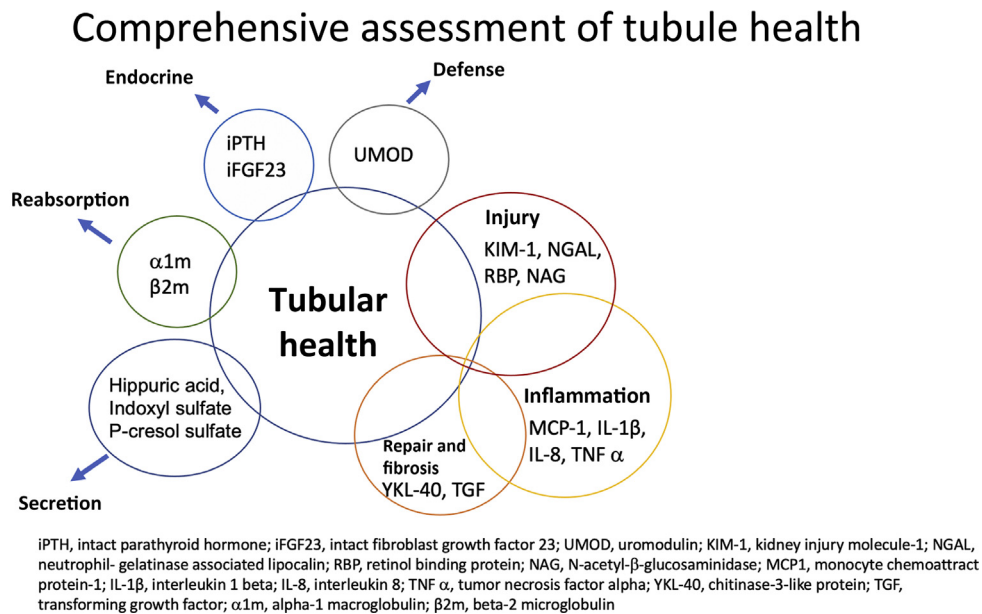 Comprehensive assessment of tubule health
Endocrine
Defense
iPTH
iFGF23
UMOD
Reabsorption
α1m
β2m
Injury
KIM-1, NGAL,
RBP, NAG
Tubular
health
Hippuric acid,
Indoxyl sulfate
P-cresol sulfate
Inflammation
MCP-1, IL-1β,
IL-8, TNF α
Repair and
fibrosis
YKL-40, TGF
Secretion
iPTH, intact parathyroid hormone; iFGF23, intact fibroblast growth factor 23; UMOD, uromodulin; KIM-1, kidney injury molecule-1; NGAL,
neutrophil- gelatinase associated lipocalin; RBP, retinol binding protein; NAG, N-acetyl-β-glucosaminidase; MCP1, monocyte chemoattract
protein-1; IL-1β, interleukin 1 beta; IL-8, interleukin 8; TNF α, tumor necrosis factor alpha; YKL-40, chitinase-3-like protein; TGF,
transforming growth factor; α1m, alpha-1 macroglobulin; β2m, beta-2 microglobulin